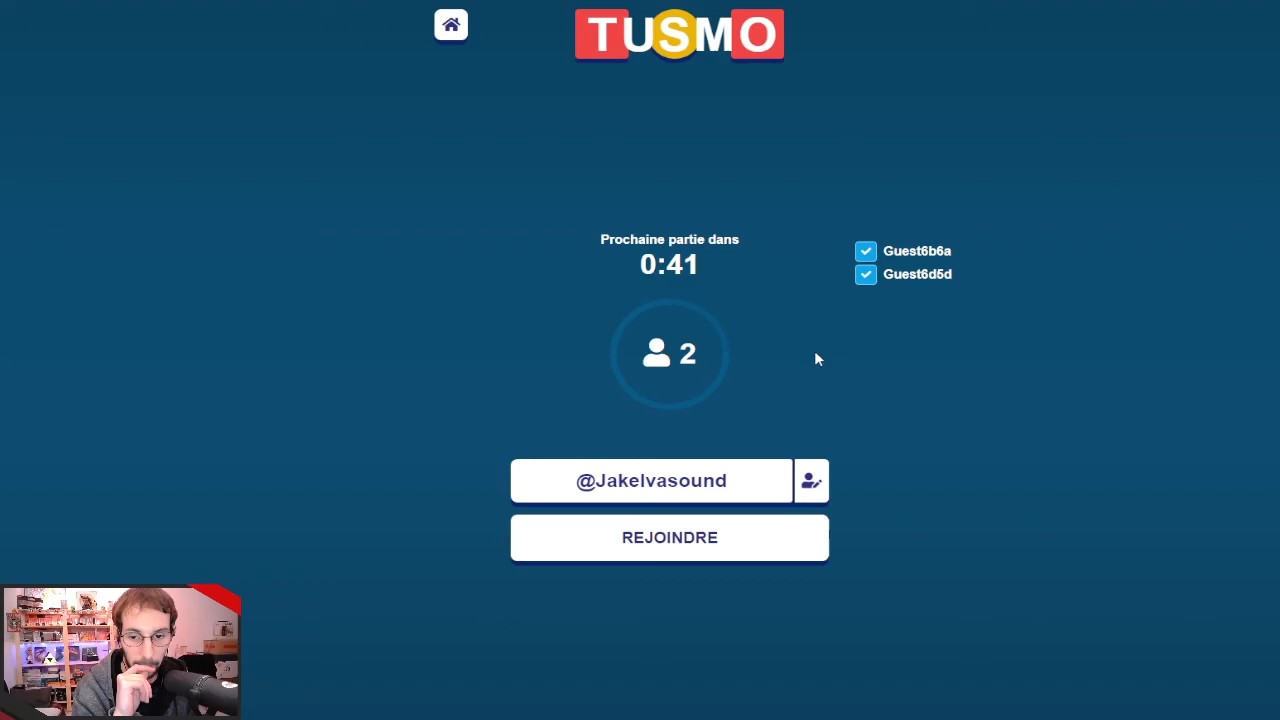 TUSMO
Prochaine partie dans
0:41
2
Guest6b6a
Guest6d5d
@Jakelvasound
REJOINDRE